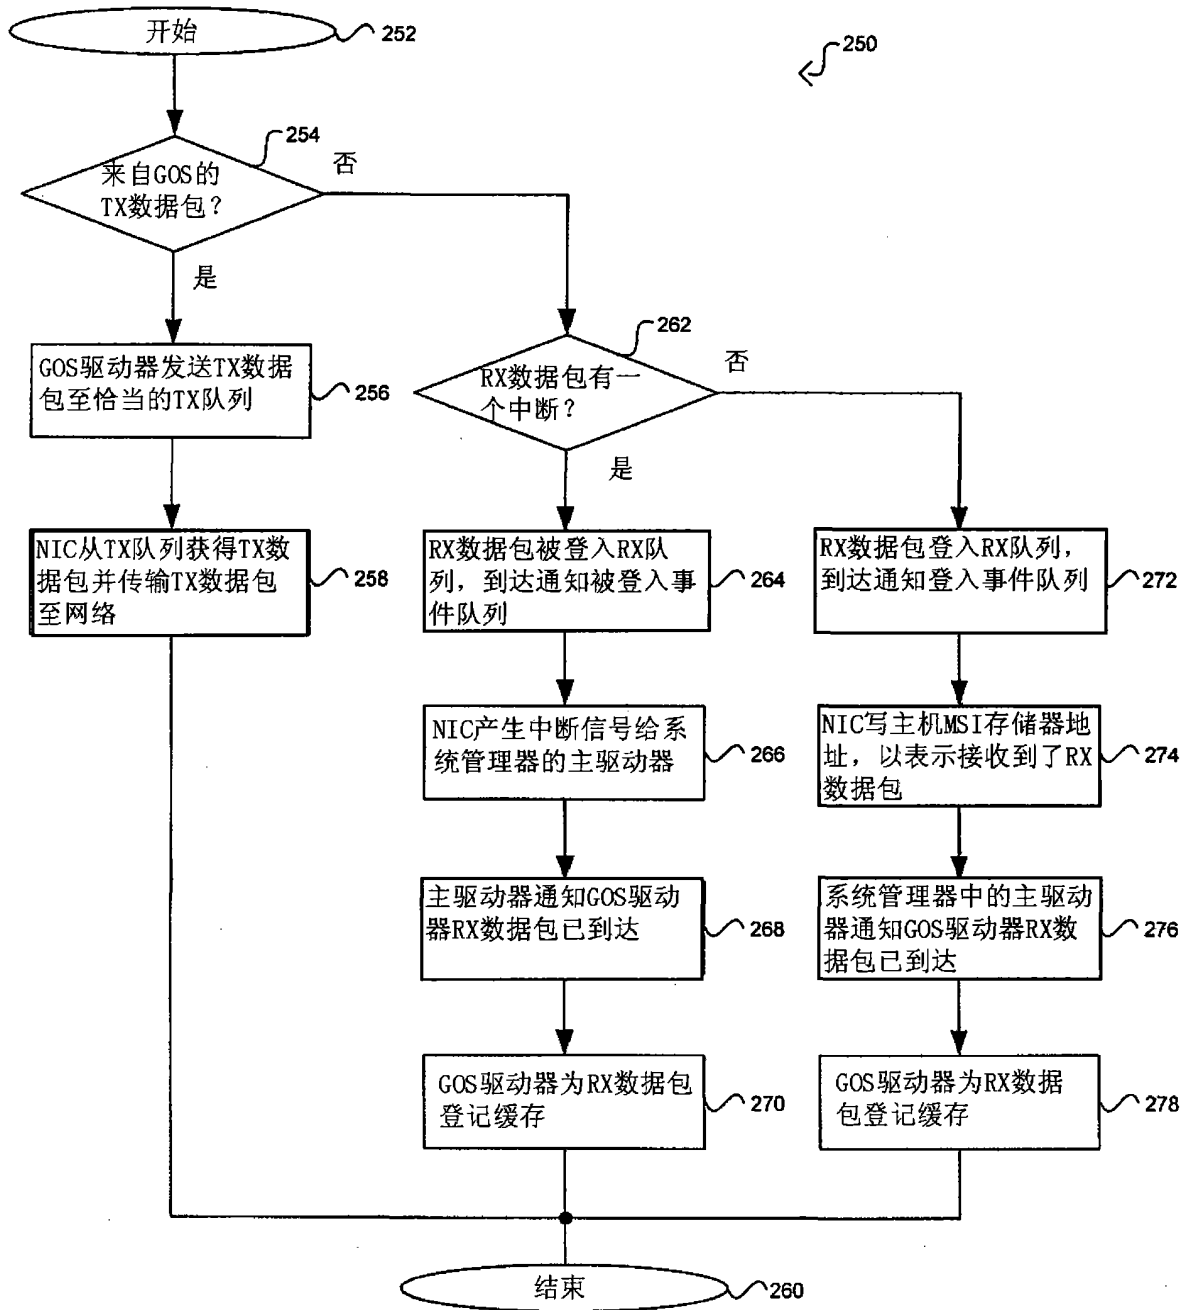 开始
252
250
254
来自GOS的
TX数据包？
否
是
GOS驱动器发送TX数据
包至恰当的TX队列
256
262
RX数据包有一
个中断？
否
是
NIC从TX队列获得TX数
据包并传输TX数据包
至网络
258
RX数据包被登入RX队
列，到达通知被登入事
件队列
264
RX数据包登入RX队列，
到达通知登入事件队列
272
NIC产生中断信号给系
统管理器的主驱动器
266
NIC写主机MSI存储器地
址，以表示接收到了RX
数据包
274
主驱动器通知GOS驱动
器RX数据包已到达
268
系统管理器中的主驱动
器通知GOS驱动器RX数
据包已到达
276
GOS驱动器为RX数据包
登记缓存
270
GOS驱动器为RX数据
包登记缓存
278
结束
260